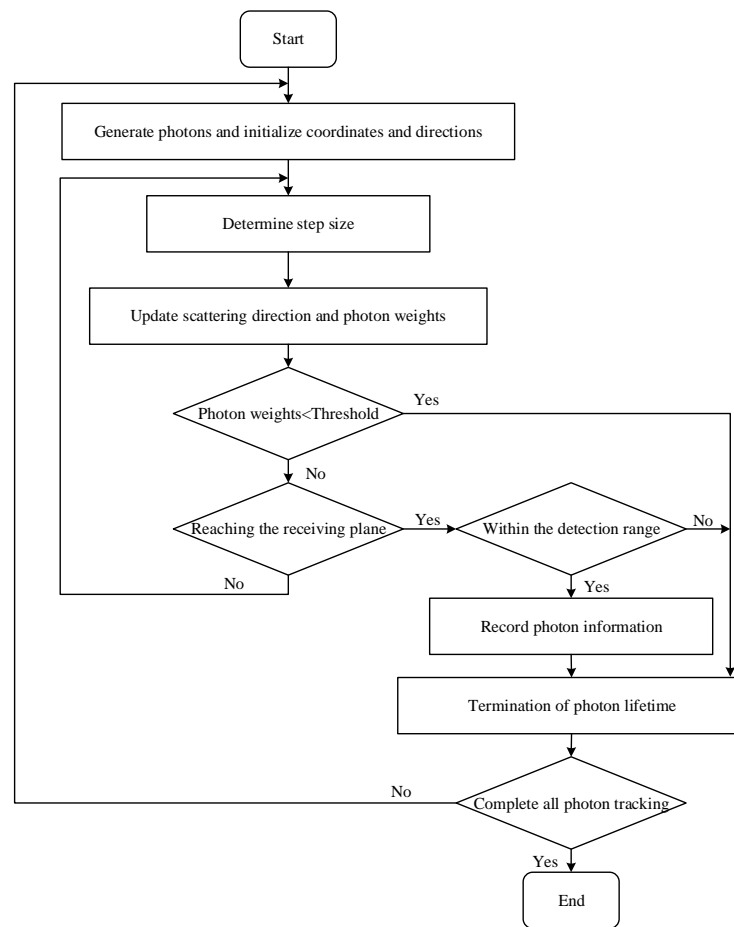 Start
Generate photons and initialize coordinates and directions
Determine step size
Update scattering direction and photon weights
Photon weights<Threshold
Yes
No
Reaching the receiving plane
Yes
Within the detection range
No
No
Yes
Record photon information
Termination of photon lifetime
No
Complete all photon tracking
Yes
End